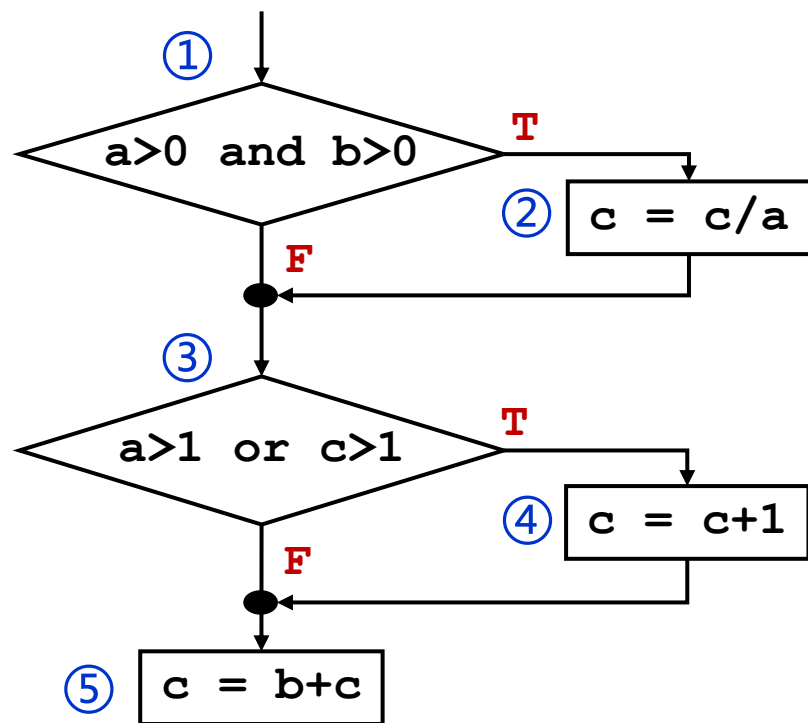 ①
a>0 and b>0
T
② c = c/a
F
③
a>1 or c>1
T
④ c = c+1
F
⑤ c = b+c